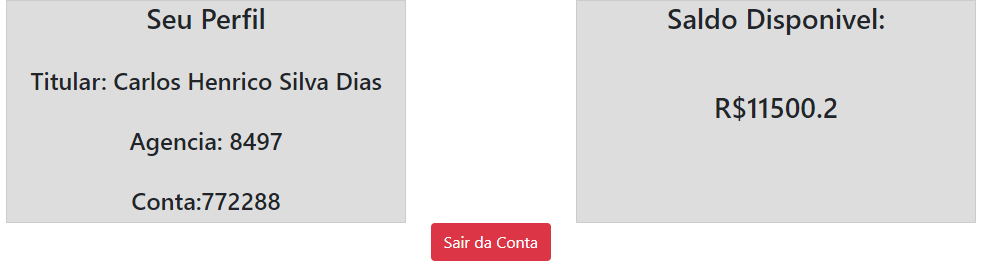 Seu Perfil
Titular: Carlos Henrico Silva Dias
Agencia: 8497
Conta:772288
Saldo Disponivel:
R$11500.2
Sair da Conta